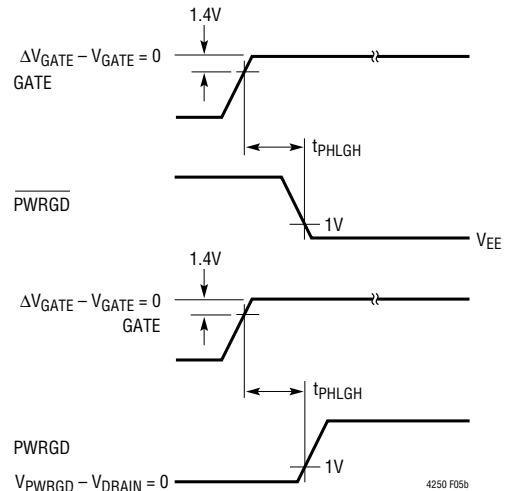 1.4V
ΔVGATE – VGATE = 0
GATE
tPHLGH
PWRGD
1V
VEE
1.4V
ΔVGATE – VGATE = 0
GATE
tPHLGH
PWRGD
1V
VPWRGD – VDRAIN = 0
4250 F05b